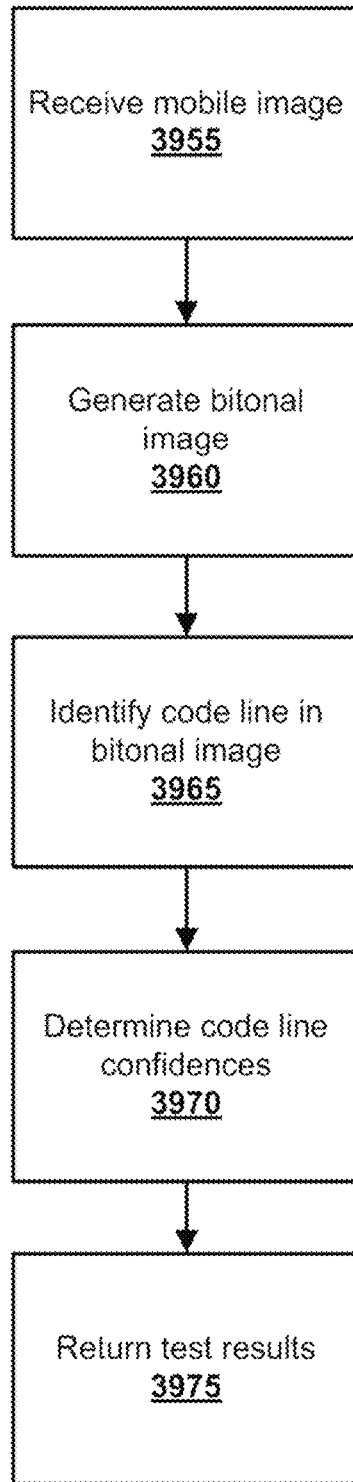 Receive mobile image
3955
Generate bitonal
image
3960
Identify code line in
bitonal image
3965
Determine code line
confidences
3970
Return test results
3975